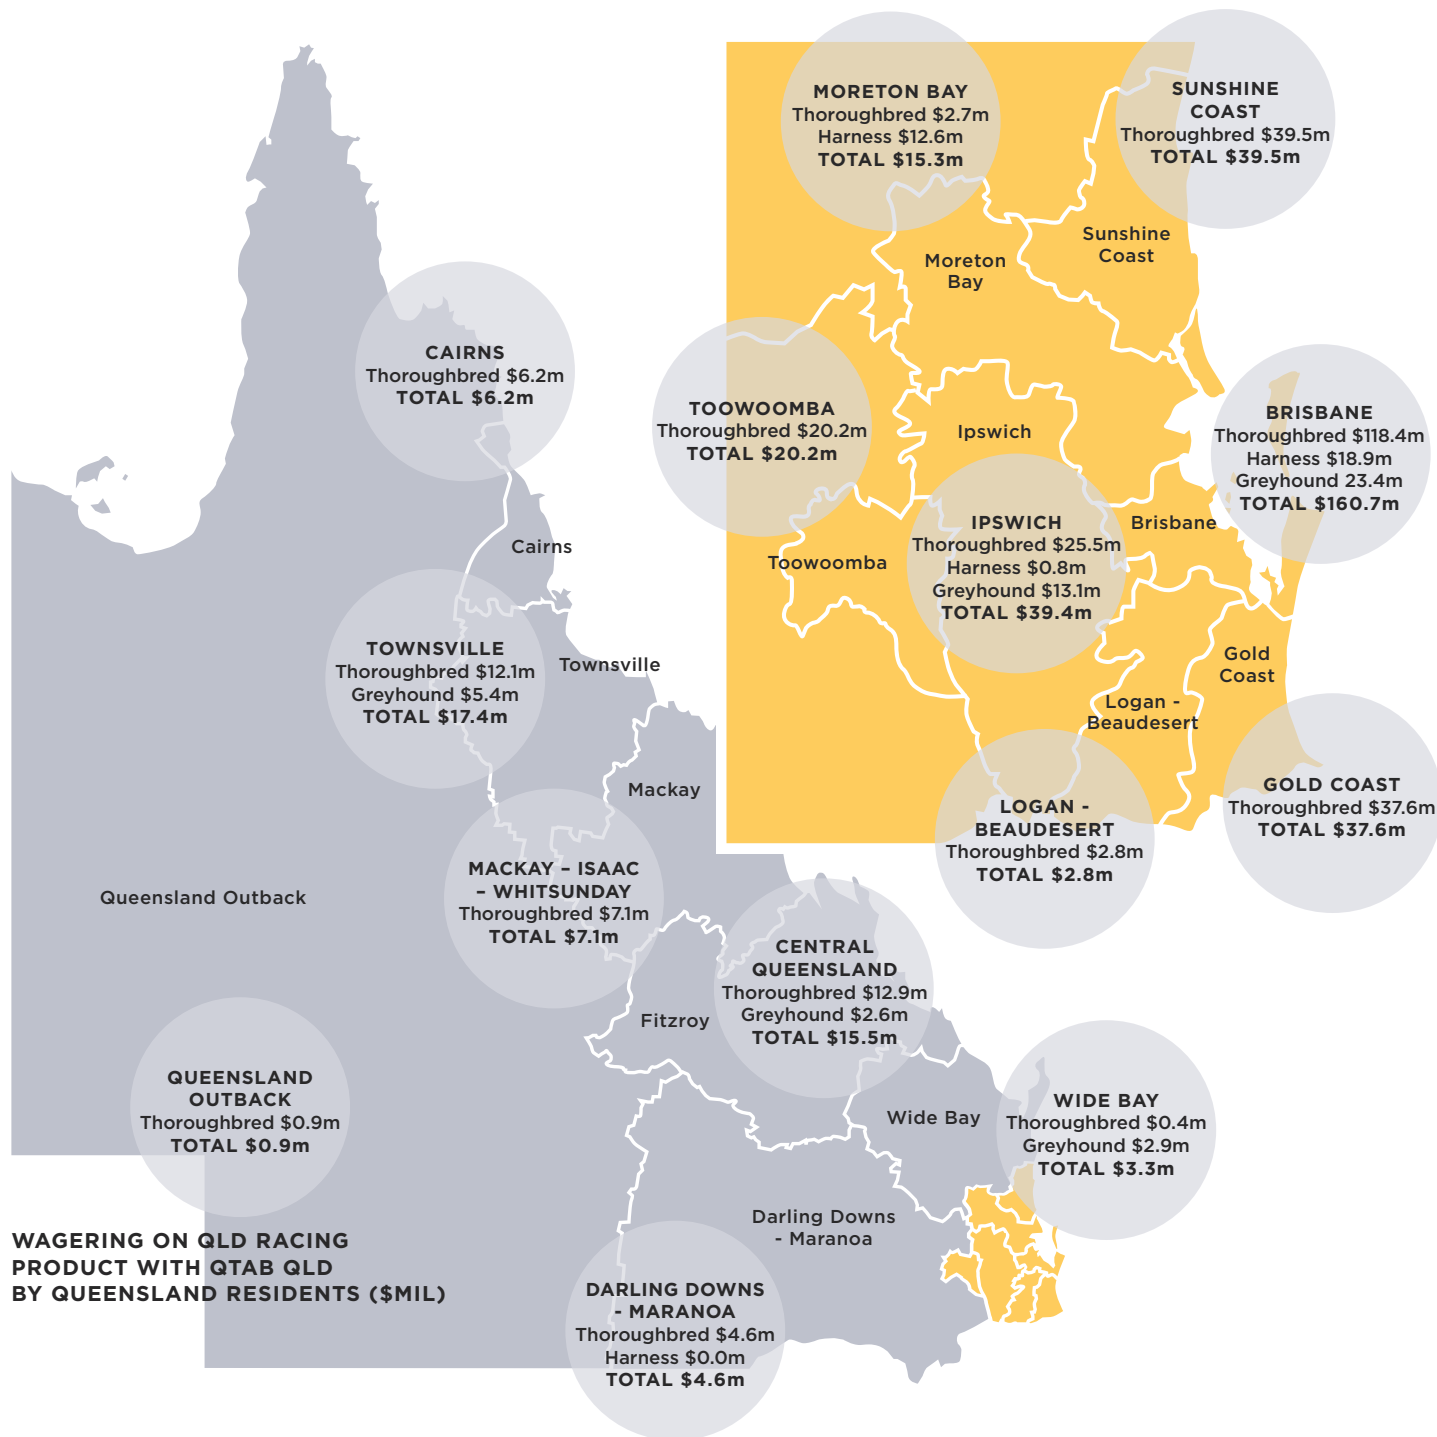 MORETON BAY
Thoroughbred $2.7m
Harness $12.6m
TOTAL $15.3m
SUNSHINE
COAST
Thoroughbred $39.5m
TOTAL $39.5m
Sunshine
Coast
Moreton
Bay
CAIRNS
Thoroughbred $6.2m
TOTAL $6.2m
TOOWOOMBA
Thoroughbred $20.2m
TOTAL $20.2m
Ipswich
BRISBANE
Thoroughbred $118.4m
Harness $18.9m
Greyhound 23.4m
TOTAL $160.7m
Cairns
Toowoomba
IPSWICH
Thoroughbred $25.5m
Harness $0.8m
Greyhound $13.1m
TOTAL $39.4m
Brisbane
TOWNSVILLE
Thoroughbred $12.1m
Greyhound $5.4m
TOTAL $17.4m
Townsville
Gold
Coast
Logan -
Beaudesert
Mackay
LOGAN -
BEAUDESERT
Thoroughbred $2.8m
TOTAL $2.8m
GOLD COAST
Thoroughbred $37.6m
TOTAL $37.6m
Queensland Outback
MACKAY – ISAAC
– WHITSUNDAY
Thoroughbred $7.1m
TOTAL $7.1m
CENTRAL
QUEENSLAND
Thoroughbred $12.9m
Greyhound $2.6m
TOTAL $15.5m
Fitzroy
QUEENSLAND
OUTBACK
Thoroughbred $0.9m
TOTAL $0.9m
Wide Bay
WIDE BAY
Thoroughbred $0.4m
Greyhound $2.9m
TOTAL $3.3m
Darling Downs
- Maranoa
WAGERING ON QLD RACING
PRODUCT WITH QTAB QLD
BY QUEENSLAND RESIDENTS ($MIL)
DARLING DOWNS
- MARANOA
Thoroughbred $4.6m
Harness $0.0m
TOTAL $4.6m